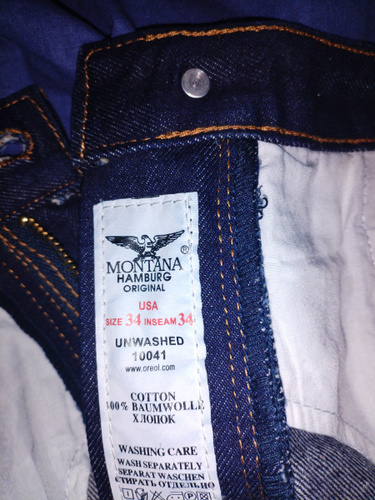 ®
MONTANA
HAMBURG
ORIGINAL
USA
SIZE 34 INSEAM 34
UNWASHED
10041
www.oreol.com
COTTON
100% BAUMWOLLE
ХЛОПОК
WASHING CARE
WASH SEPARATELY
SEPARAT WASCHEN
СТИРАТЬ ОТДЕЛЬНО